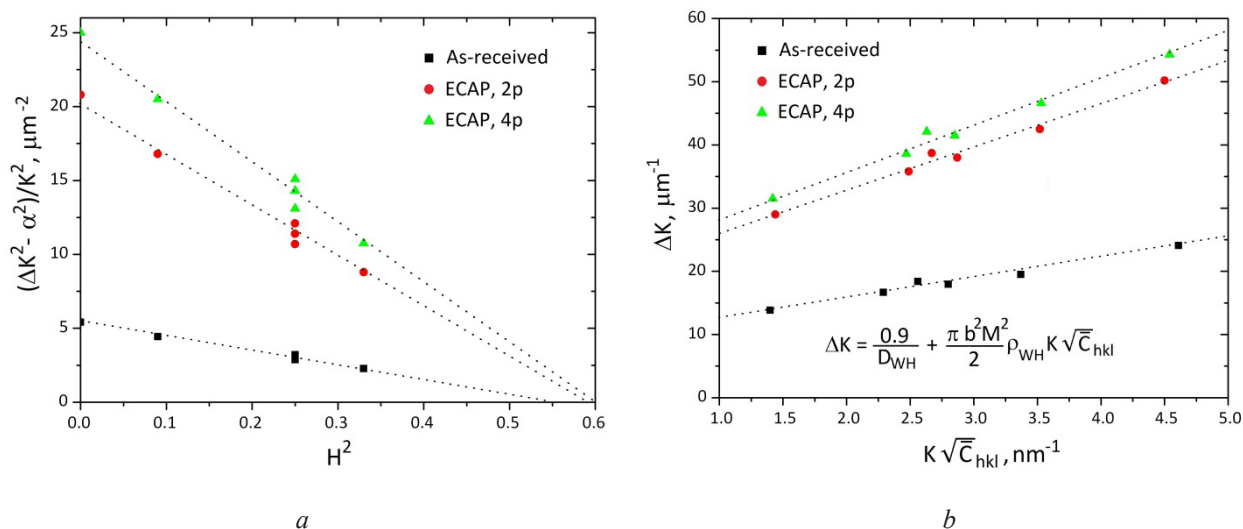 (ΔK² - α²)/K², μm⁻²
25
20
15
10
5
0
0.0 0.1 0.2 0.3 0.4 0.5 0.6
H²
As-received
ECAP, 2p
ECAP, 4p
a
ΔK, μm⁻¹
60
50
40
30
20
10
0
1.0 1.5 2.0 2.5 3.0 3.5 4.0 4.5 5.0
K √C̅hkl , nm⁻¹
As-received
ECAP, 2p
ECAP, 4p
ΔK = 0.9/D_WH + π b²M²/2 ρ_WH K √C̅hkl
b